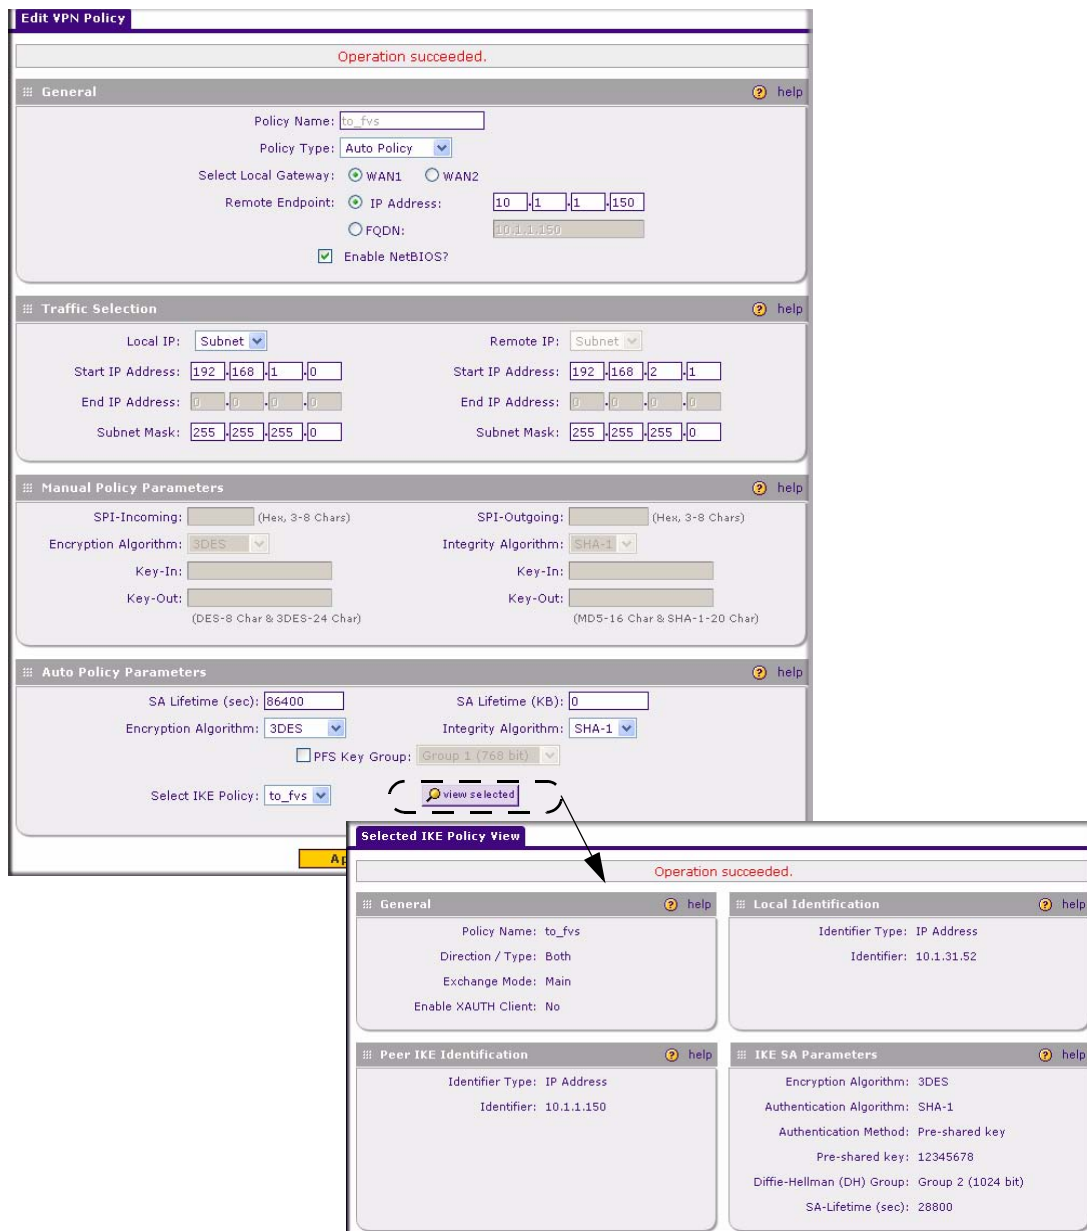 Edit VPN Policy
Operation succeeded.
General help
Policy Name: to_fvs
Policy Type: Auto Policy
Select Local Gateway: WAN1 WAN2
Remote Endpoint: IP Address: 10 . 1 . 1 . 150
FQDN: 10.1.1.150
Enable NetBIOS?
Traffic Selection help
Local IP: Subnet Remote IP: Subnet
Start IP Address: 192 . 168 . 1 . 0 Start IP Address: 192 . 168 . 2 . 1
End IP Address: 0 . 0 . 0 . 0 End IP Address: 0 . 0 . 0 . 0
Subnet Mask: 255 . 255 . 255 . 0 Subnet Mask: 255 . 255 . 255 . 0
Manual Policy Parameters help
SPI-Incoming: (Hex, 3-8 Chars) SPI-Outgoing: (Hex, 3-8 Chars)
Encryption Algorithm: 3DES Integrity Algorithm: SHA-1
Key-In: Key-In:
Key-Out: Key-Out:
(DES-8 Char & 3DES-24 Char) (MD5-16 Char & SHA-1-20 Char)
Auto Policy Parameters help
SA Lifetime (sec): 86400 SA Lifetime (KB): 0
Encryption Algorithm: 3DES Integrity Algorithm: SHA-1
PFS Key Group: Group 1 (768 bit)
Select IKE Policy: to_fvs view selected
Ap
Selected IKE Policy View
Operation succeeded.
General help
Policy Name: to_fvs
Direction / Type: Both
Exchange Mode: Main
Enable XAUTH Client: No
Local Identification help
Identifier Type: IP Address
Identifier: 10.1.31.52
Peer IKE Identification help
Identifier Type: IP Address
Identifier: 10.1.1.150
IKE SA Parameters help
Encryption Algorithm: 3DES
Authentication Algorithm: SHA-1
Authentication Method: Pre-shared key
Pre-shared key: 12345678
Diffie-Hellman (DH) Group: Group 2 (1024 bit)
SA-Lifetime (sec): 28800